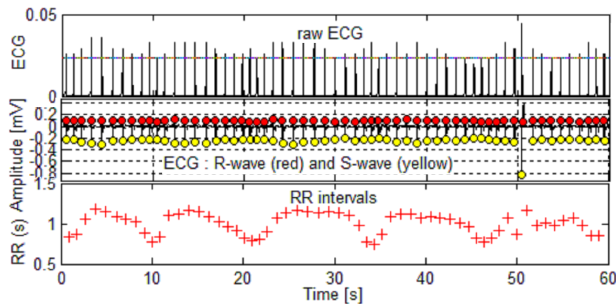 0.05
raw ECG
ECG
0
0.2
0
-0.2
-0.4
-0.6
-0.8
Amplitude [mV]
ECG : R-wave (red) and S-wave (yellow)
1.5
RR intervals
RR (s)
1
0.5
0 10 20 30 40 50 60
Time [s]